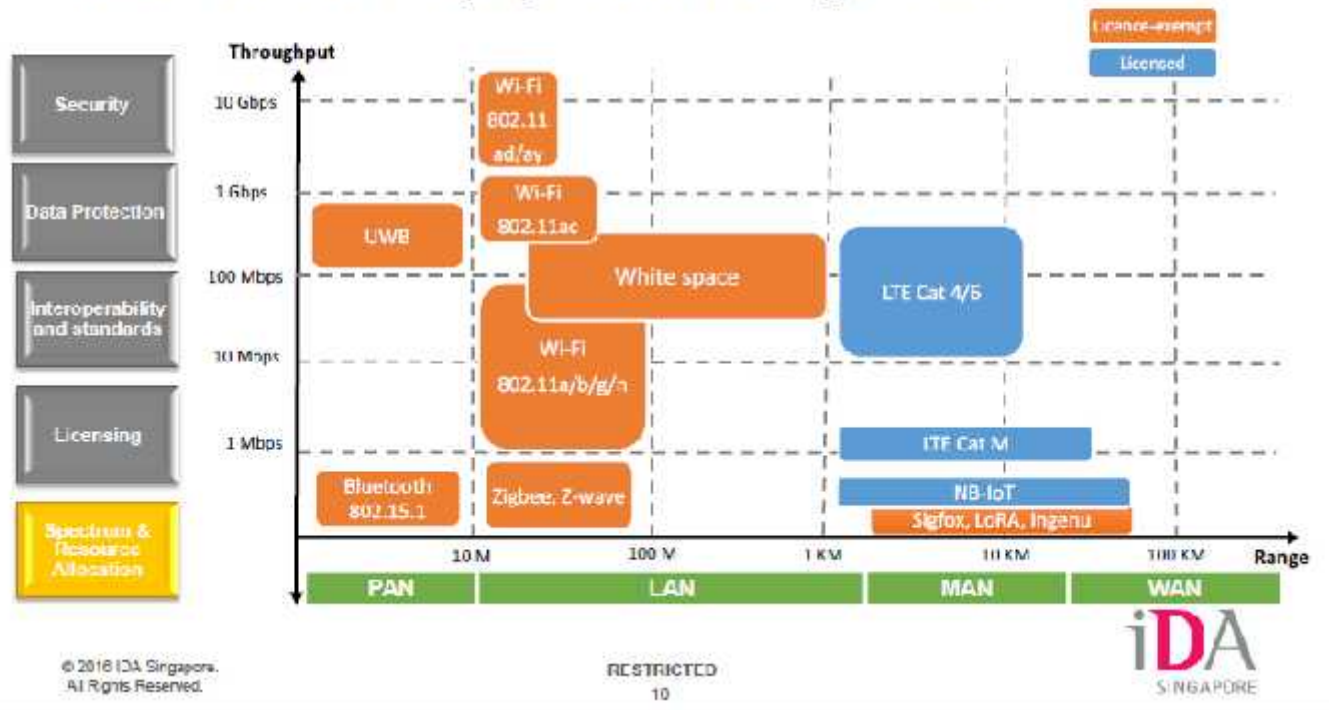 Licence-exempt
Licensed
Throughput
10 Gbps
1 Gbps
100 Mbps
10 Mbps
1 Mbps
Security
Data Protection
Interoperability
and standards
Licensing
Spectrum &
Resource
Allocation
Wi-Fi
802.11
ad/ay
Wi-Fi
802.11ac
UWB
White space
LTE Cat 4/6
Wi-Fi
802.11a/b/g/n
LTE Cat M
Bluetooth
802.15.1
Zigbee, Z-wave
NB-IoT
Sigfox, LoRA, Ingenu
10 M
100 M
1 KM
10 KM
100 KM
Range
PAN
LAN
MAN
WAN
© 2016 IDA Singapore.
All Rights Reserved.
RESTRICTED
10
iDA
SINGAPORE